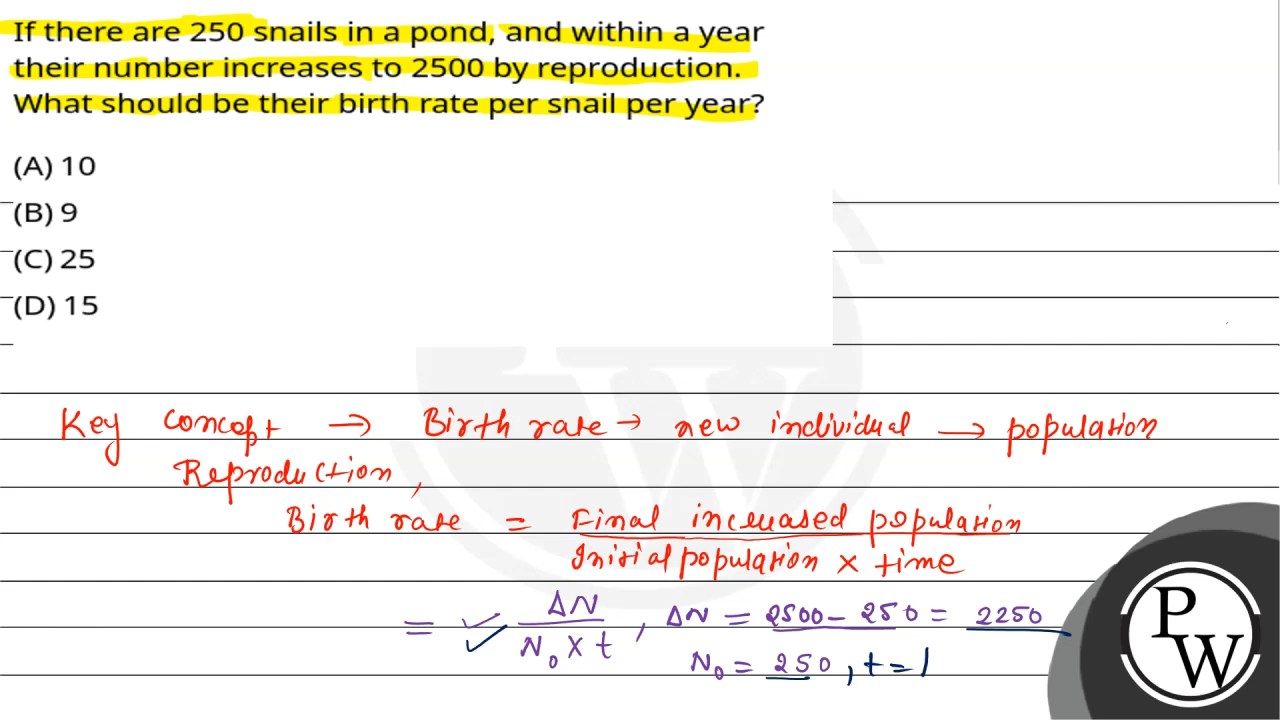 If there are 250 snails in a pond, and within a year
their number increases to 2500 by reproduction.
What should be their birth rate per snail per year?
(A) 10
(B) 9
(C) 25
(D) 15
Key concept → Birth rate → new individual → population
Reproduction,
Birth rate = Final increased population
Initial population × time
= ✓ ΔN / N₀ × t, ΔN = 2500 - 250 = 2250
N₀ = 250, t = 1
PW